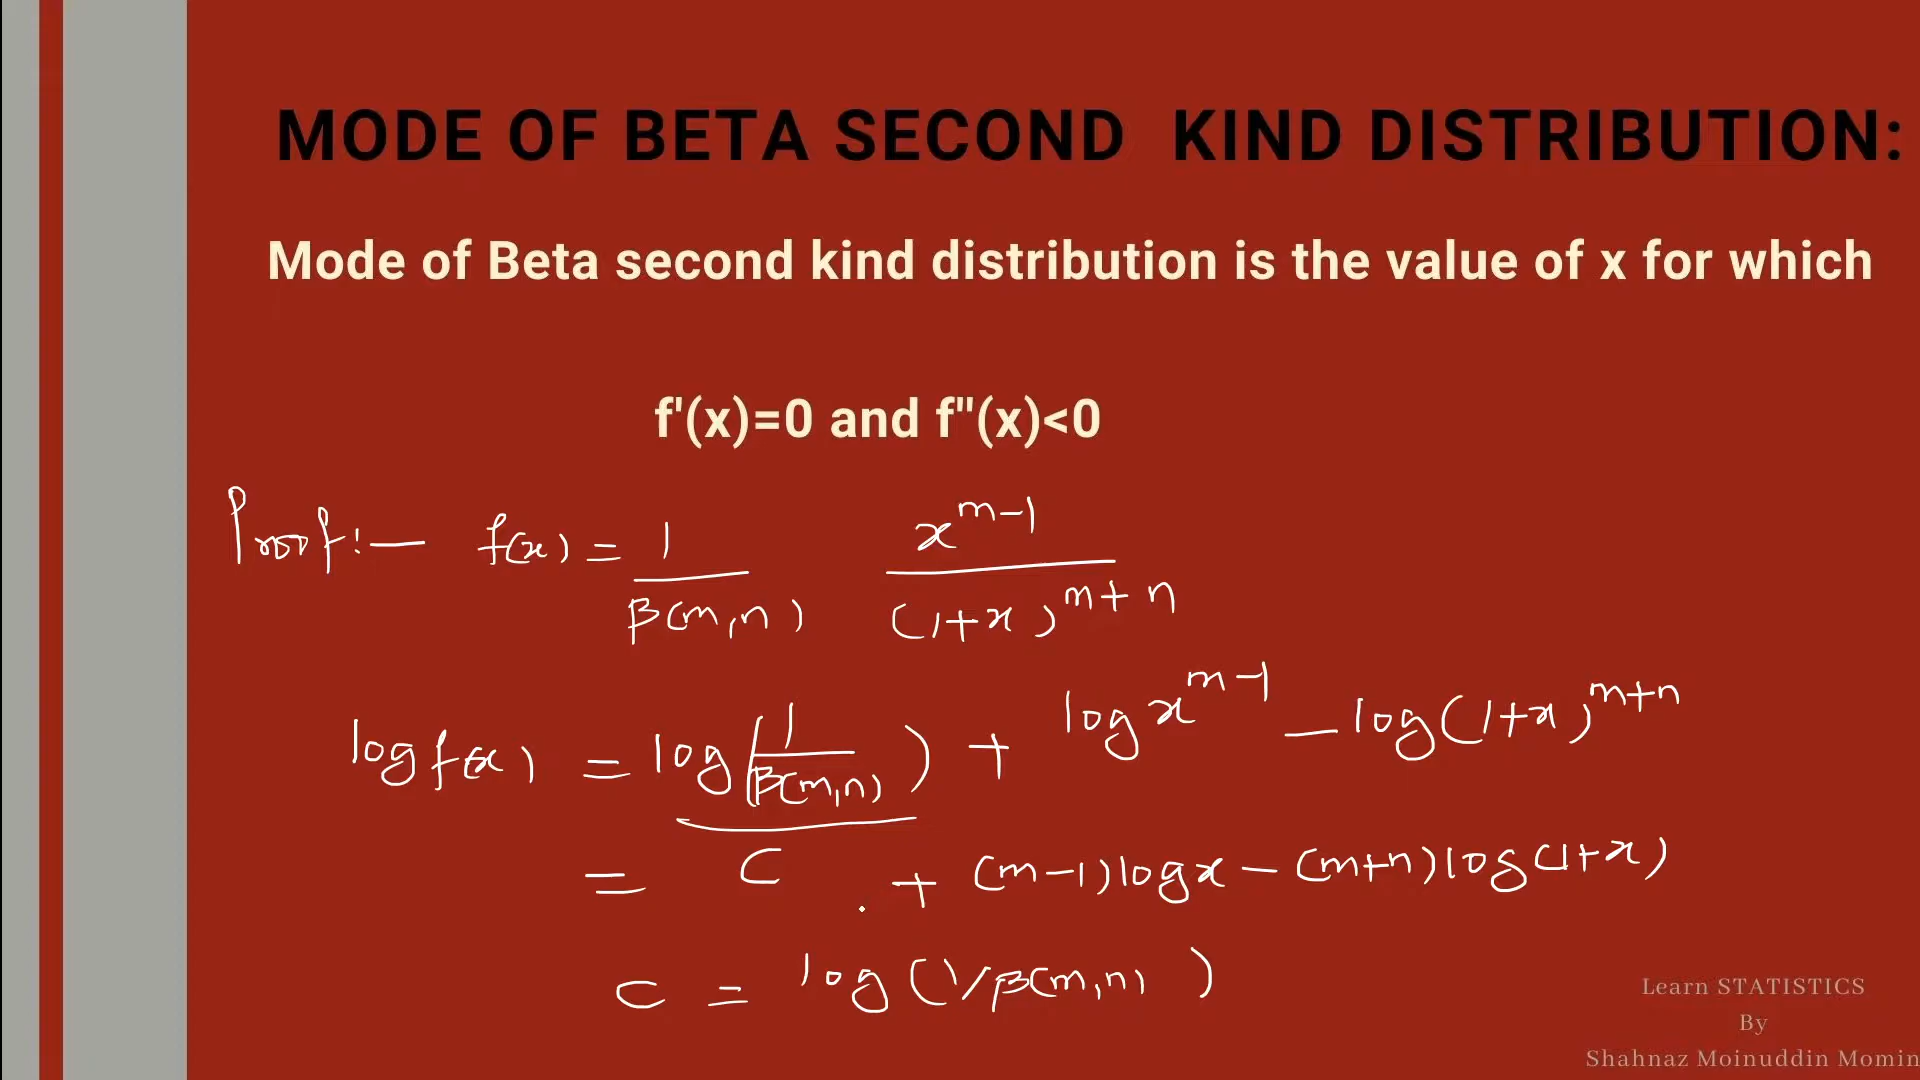 MODE OF BETA SECOND KIND DISTRIBUTION:
Mode of Beta second kind distribution is the value of x for which
f'(x)=0 and f"(x)<0
Proof:— f(x) = 1/β(m,n) x^(m-1)/(1+x)^(m+n)
log f(x) = log(1/β(m,n)) + log x^(m-1) – log(1+x)^(m+n)
= C + (m-1) log x – (m+n) log(1+x)
C = log(1/β(m,n))
Learn STATISTICS
By
Shahnaz Moinuddin Momin